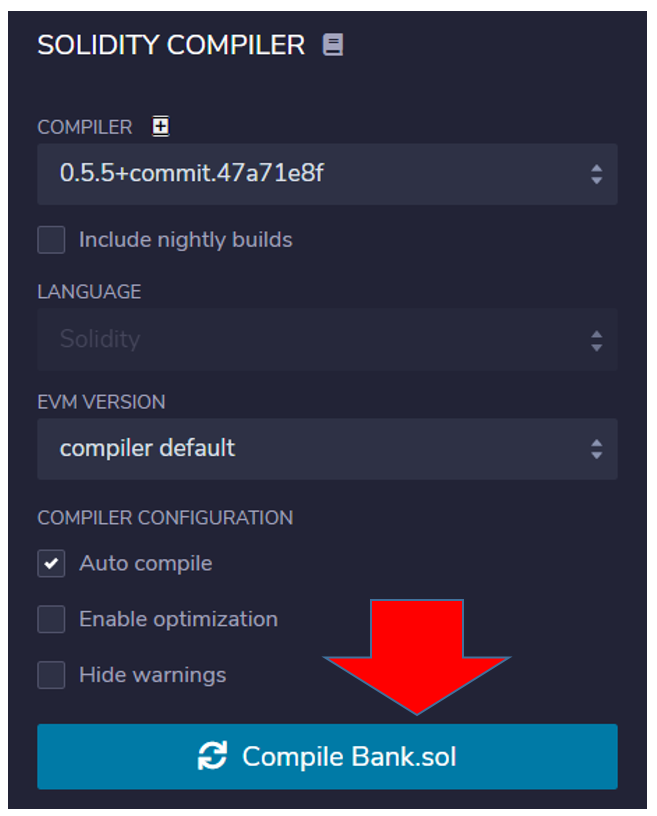 SOLIDITY COMPILER
COMPILER
0.5.5+commit.47a71e8f
Include nightly builds
LANGUAGE
Solidity
EVM VERSION
compiler default
COMPILER CONFIGURATION
Auto compile
Enable optimization
Hide warnings
Compile Bank.sol